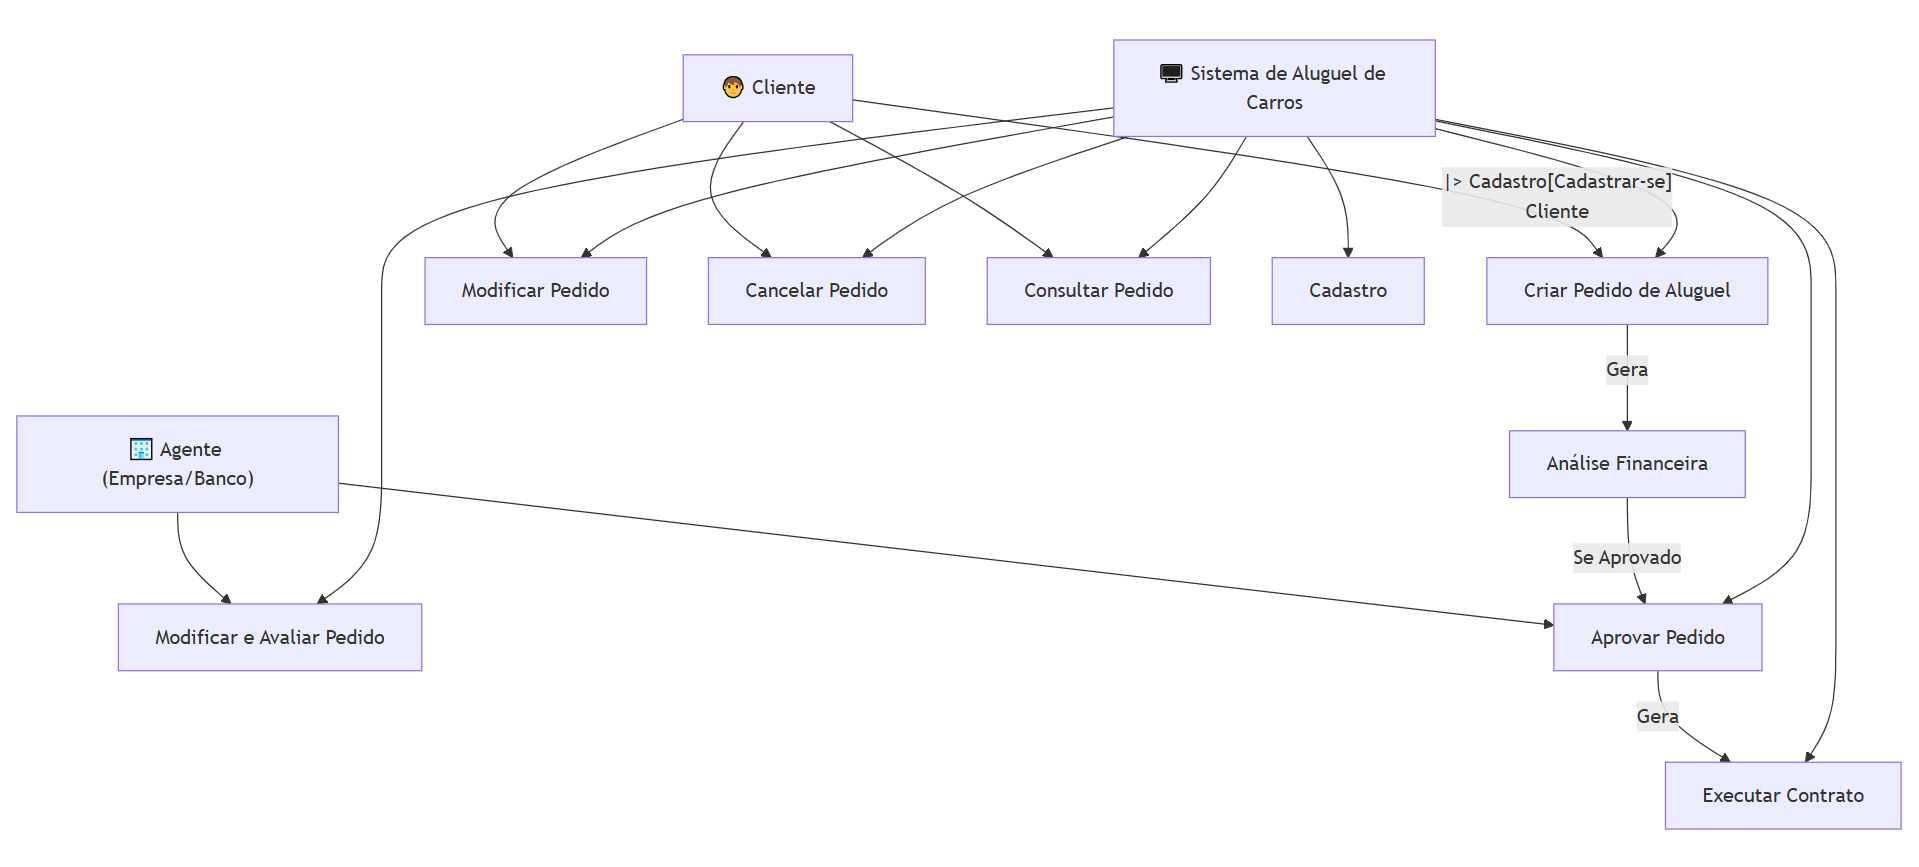 Cliente
Sistema de Aluguel de
Carros
|> Cadastro[Cadastrar-se]
Cliente
Modificar Pedido
Cancelar Pedido
Consultar Pedido
Cadastro
Criar Pedido de Aluguel
Gera
Agente
(Empresa/Banco)
Análise Financeira
Se Aprovado
Modificar e Avaliar Pedido
Aprovar Pedido
Gera
Executar Contrato